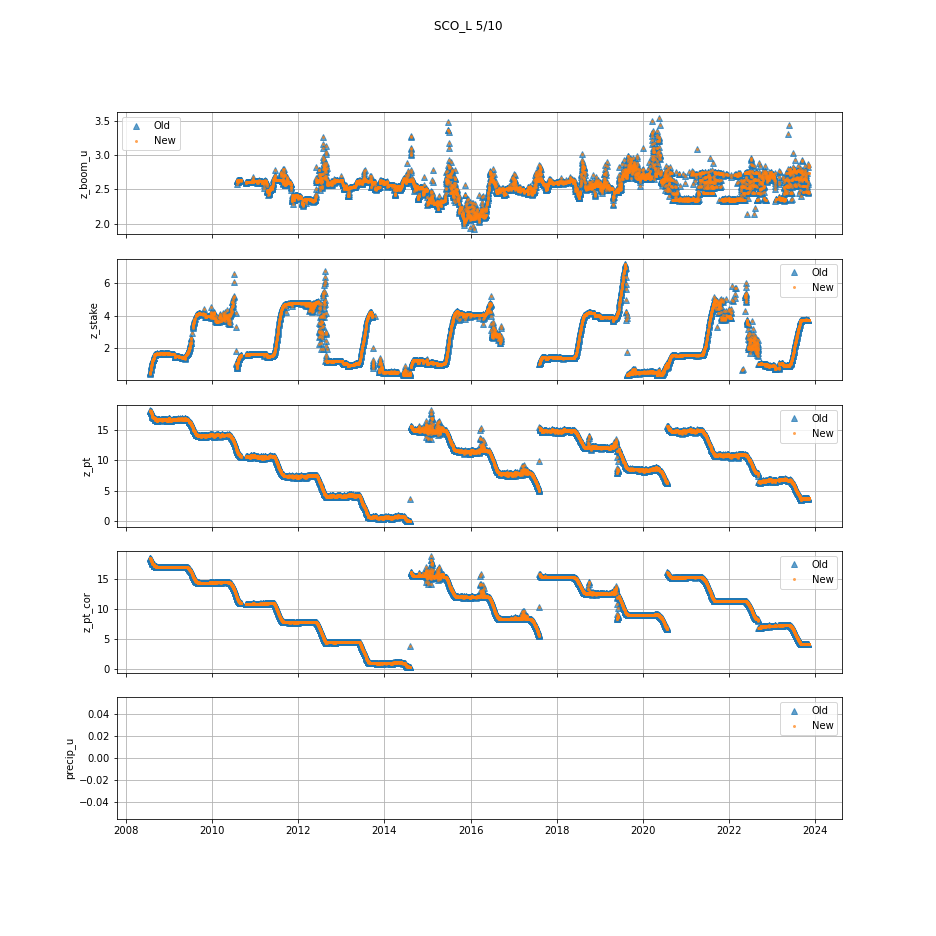 SCO_L 5/10
z_boom_u
3.5
3.0
2.5
2.0
Old
New
z_stake
6
4
2
Old
New
z_pt
15
10
5
0
Old
New
z_pt_cor
15
10
5
0
Old
New
precip_u
0.04
0.02
0.00
−0.02
−0.04
Old
New
2008 2010 2012 2014 2016 2018 2020 2022 2024